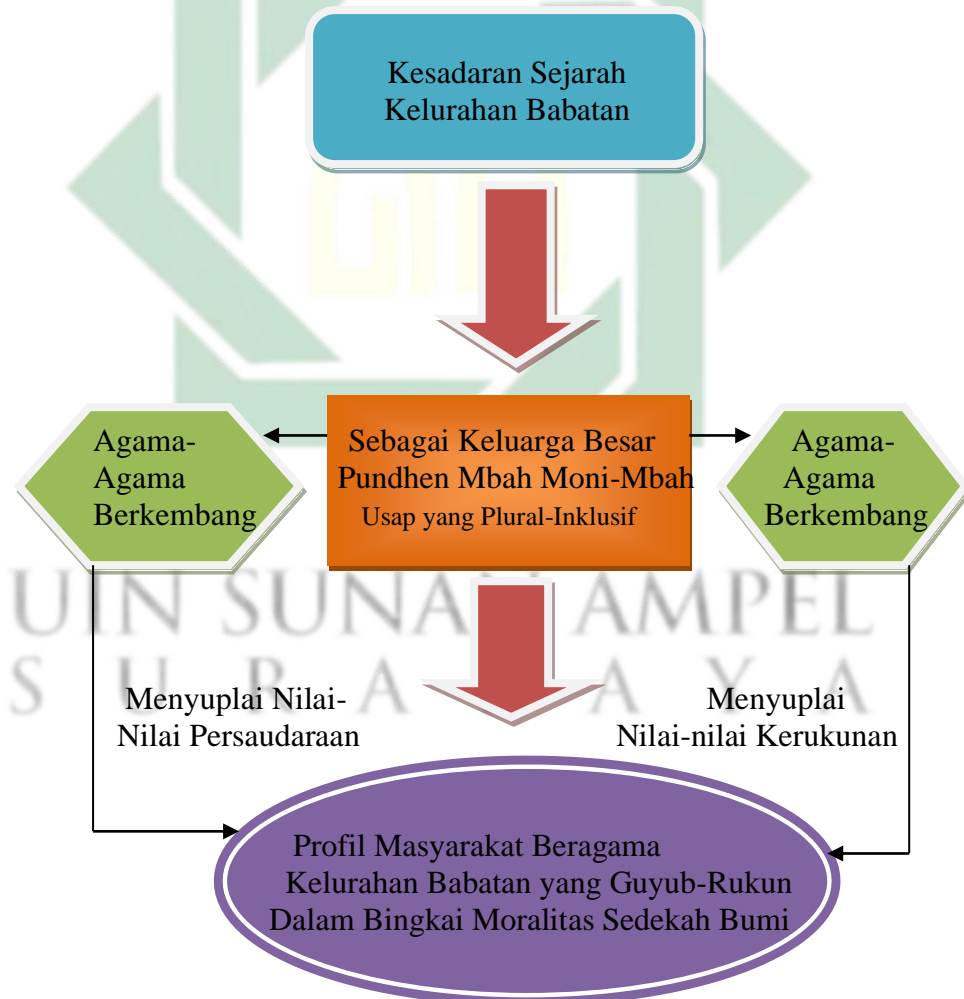 Kesadaran Sejarah
Kelurahan Babatan
Agama-
Agama
Berkembang
Sebagai Keluarga Besar
Pundhen Mbah Moni-Mbah
Usap yang Plural-Inklusif
Agama-
Agama
Berkembang
UIN SUNAN AMPEL
S U R A B A Y A
Menyuplai Nilai-
Nilai Persaudaraan
Menyuplai
Nilai-nilai Kerukunan
Profil Masyarakat Beragama
Kelurahan Babatan yang Guyub-Rukun
Dalam Bingkai Moralitas Sedekah Bumi